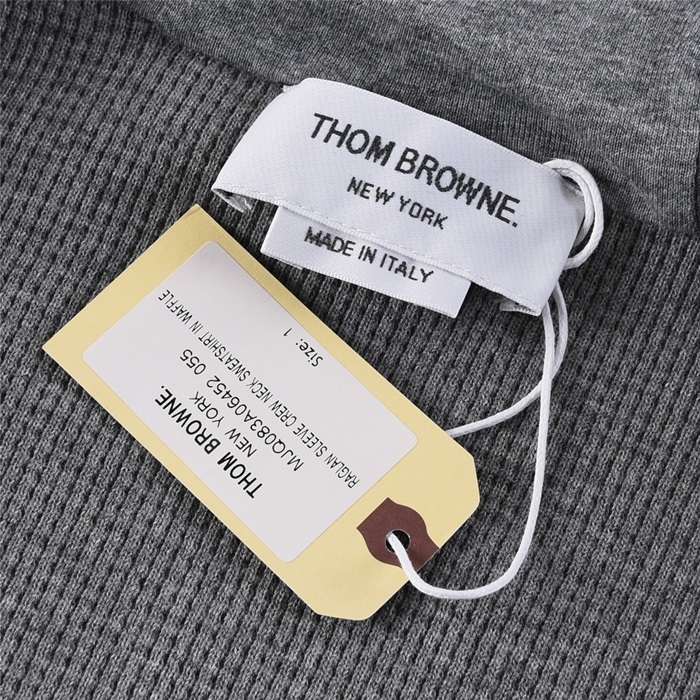 THOM BROWNE.
NEW YORK
MADE IN ITALY
THOM BROWNE.
NEW YORK
MJQ083A06452 055
RAGLAN SLEEVE CREW NECK SWEATSHIRT IN WAFFLE
Size: 1